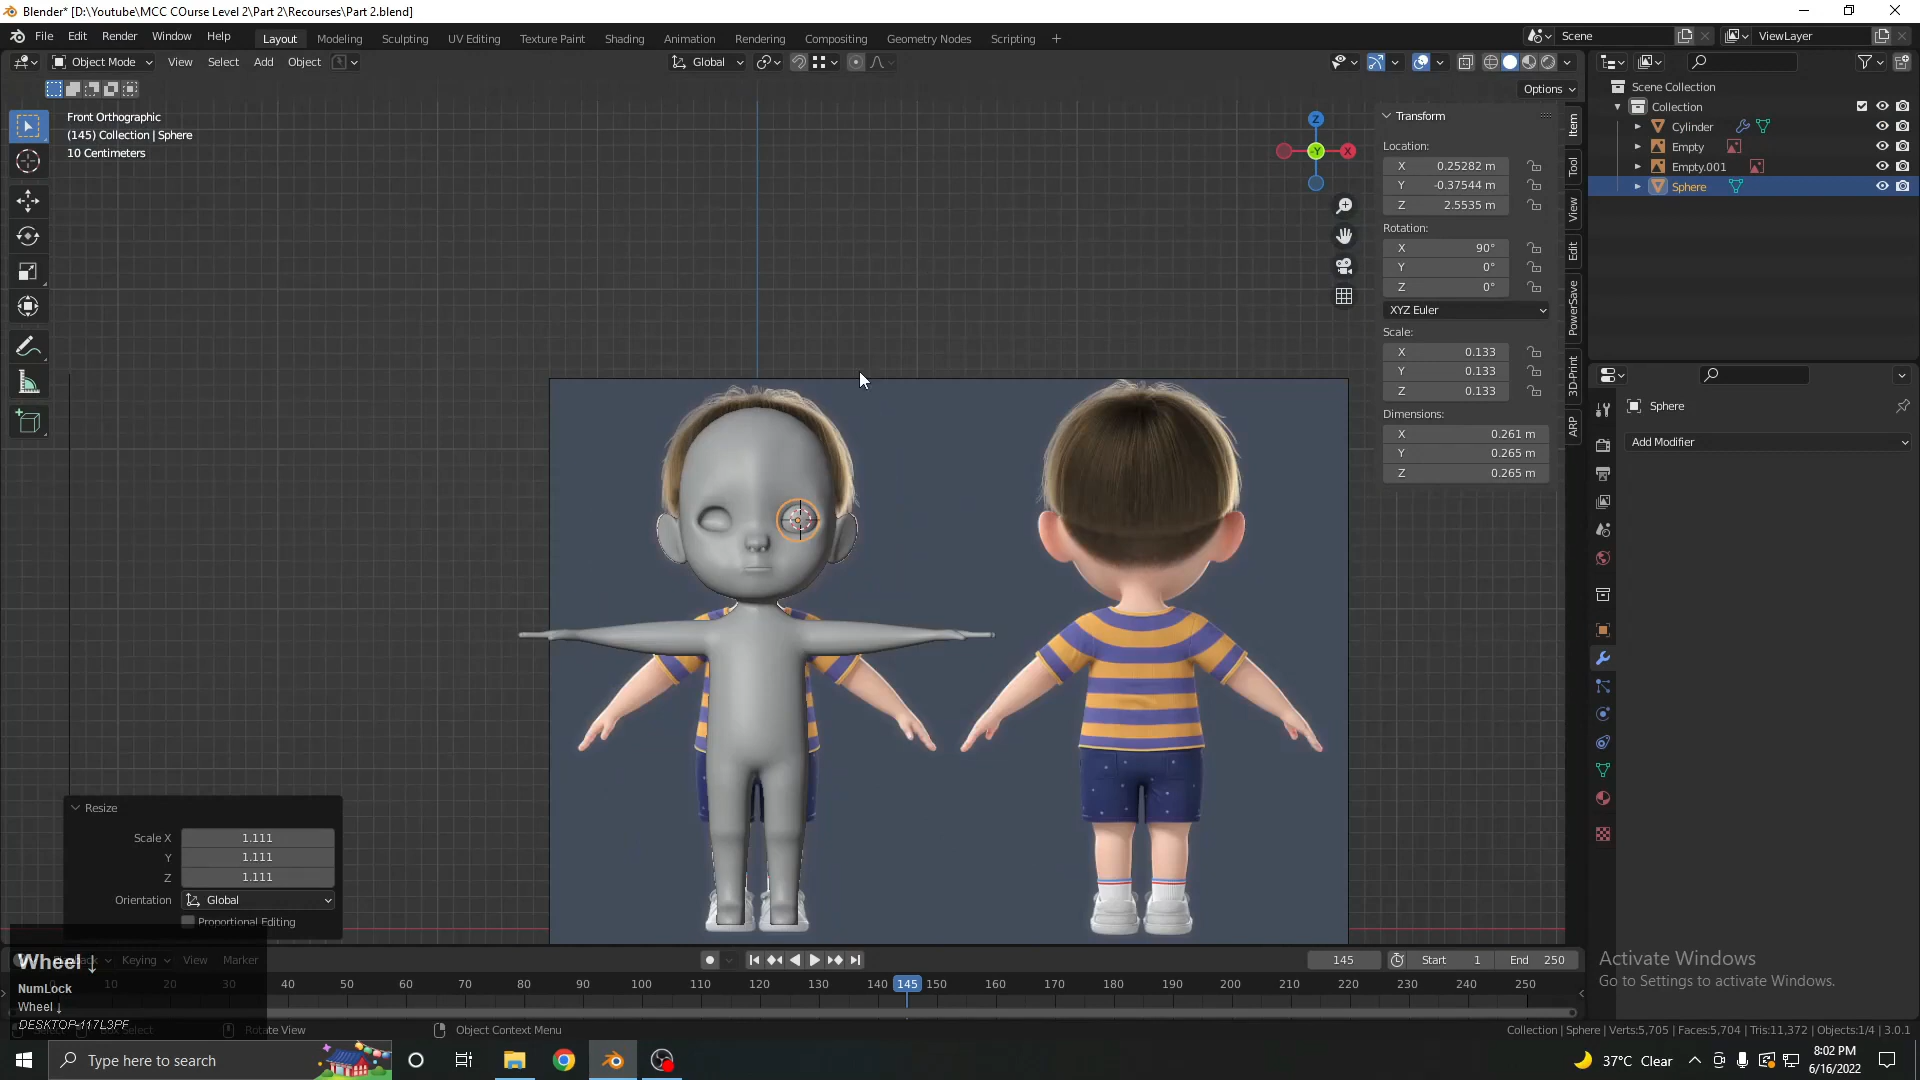 Blender* [D:\Youtube\MCC COurse Level 2\Part 2\Recourses\Part 2.blend]
File Edit Render Window Help Layout Modeling Sculpting UV Editing Texture Paint Shading Animation Rendering Compositing Geometry Nodes Scripting + Scene ViewLayer
Object Mode View Select Add Object Global
Options
Front Orthographic
(145) Collection | Sphere
10 Centimeters
Z
X
-Y
Transform
Location:
X 0.25282 m
Y -0.37544 m
Z 2.5535 m
Rotation:
X 90°
Y 0°
Z 0°
XYZ Euler
Scale:
X 0.133
Y 0.133
Z 0.133
Dimensions:
X 0.261 m
Y 0.265 m
Z 0.265 m
Item
Tool
View
Edit
PowerSave
3D-Print
ARP
Scene Collection
Collection
Cylinder
Empty
Empty.001
Sphere
Sphere
Add Modifier
Resize
Scale X 1.111
Y 1.111
Z 1.111
Orientation Global
Proportional Editing
Wheel ↓
NumLock
Wheel ↓
DESKTOP-117L3PF
Keying View Marker
145 Start 1 End 250
10 20 30 40 50 60 70 80 90 100 110 120 130 140 145 150 160 170 180 190 200 210 220 230 240 250
Rotate View Object Context Menu
Collection | Sphere | Verts:5,705 | Faces:5,704 | Tris:11,372 | Objects:1/4 | 3.0.1
Activate Windows
Go to Settings to activate Windows.
Type here to search
37°C Clear
8:02 PM
6/16/2022